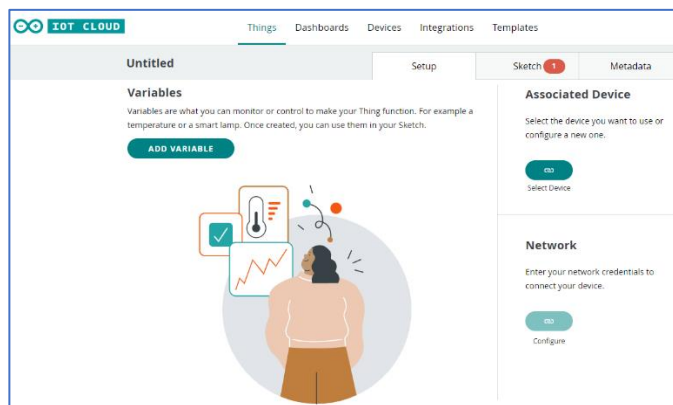 IOT CLOUD
Things Dashboards Devices Integrations Templates
Untitled
Setup Sketch 1 Metadata
Variables
Variables are what you can monitor or control to make your Thing function. For example a
temperature or a smart lamp. Once created, you can use them in your Sketch.
ADD VARIABLE
Associated Device
Select the device you want to use or
configure a new one.
Select Device
Network
Enter your network credentials to
connect your device.
Configure